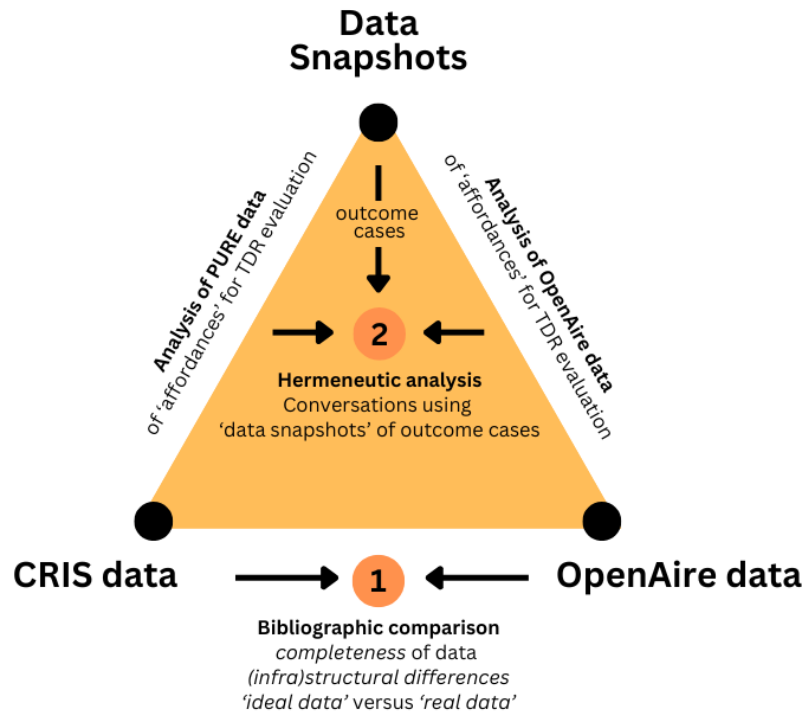 Data
Snapshots
Analysis of PURE data
of ‘affordances’ for TDR evaluation
Analysis of OpenAire data
of ‘affordances’ for TDR evaluation
outcome
cases
2
Hermeneutic analysis
Conversations using
‘data snapshots’ of outcome cases
CRIS data
1
OpenAire data
Bibliographic comparison
completeness of data
(infra)structural differences
‘ideal data’ versus ‘real data’